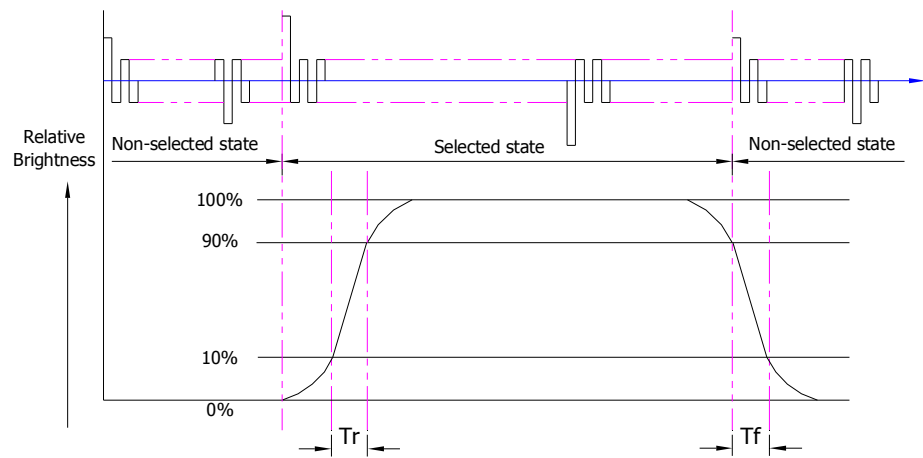 Relative
Brightness
Non-selected state
Selected state
Non-selected state
100%
90%
10%
0%
Tr
Tf